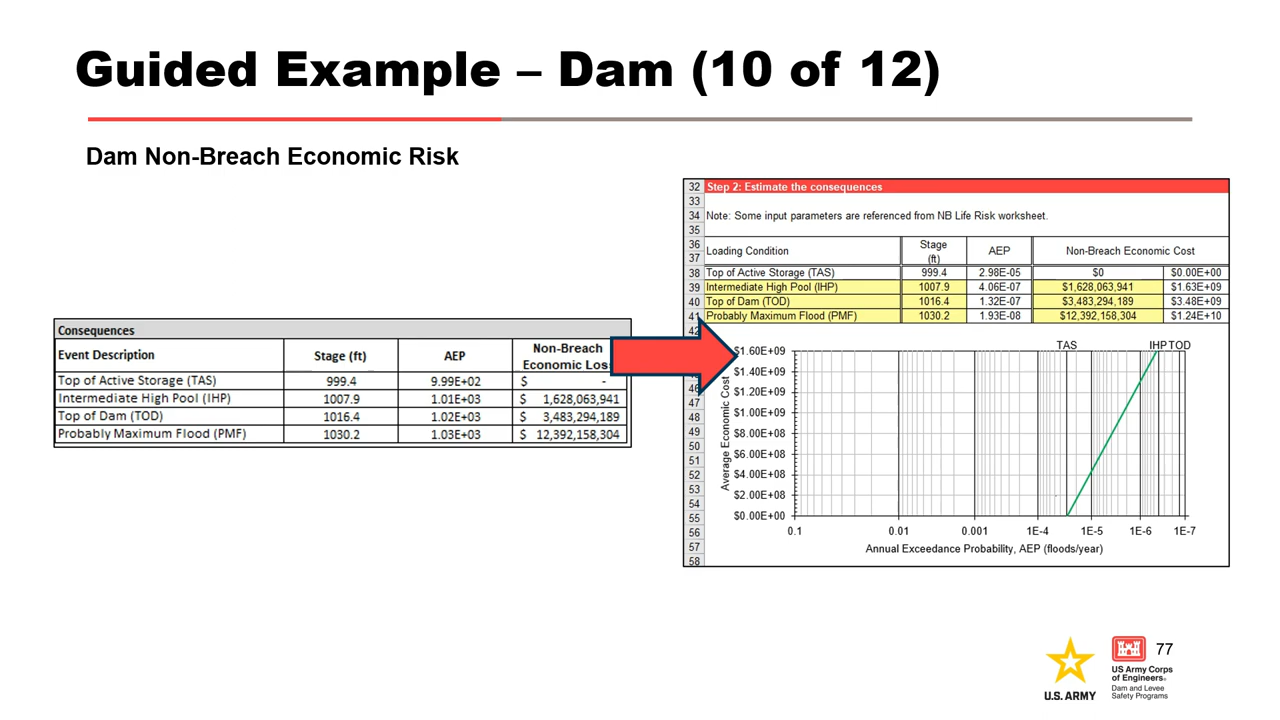 Guided Example – Dam (10 of 12)
Dam Non-Breach Economic Risk
Consequences
Event Description Stage (ft) AEP Non-Breach Economic Los
Top of Active Storage (TAS) 999.4 9.99E+02 $ -
Intermediate High Pool (IHP) 1007.9 1.01E+03 $ 1,628,063,941
Top of Dam (TOD) 1016.4 1.02E+03 $ 3,483,294,189
Probably Maximum Flood (PMF) 1030.2 1.03E+03 $ 12,392,158,304
32 Step 2: Estimate the consequences
33
34 Note: Some input parameters are referenced from NB Life Risk worksheet.
35
36 Loading Condition Stage AEP Non-Breach Economic Cost
37 (ft)
38 Top of Active Storage (TAS) 999.4 2.98E-05 $0 $0.00E+00
39 Intermediate High Pool (IHP) 1007.9 4.06E-07 $1,628,063,941 $1.63E+09
40 Top of Dam (TOD) 1016.4 1.32E-07 $3,483,294,189 $3.48E+09
41 Probably Maximum Flood (PMF) 1030.2 1.93E-08 $12,392,158,304 $1.24E+10
42
TAS IHP TOD
$1.60E+09
$1.40E+09
46 $1.20E+09
47
48 $1.00E+09
49 $8.00E+08
50
51 $6.00E+08
52 $4.00E+08
53
54 $2.00E+08
55 $0.00E+00
Average Economic Cost
56 0.1 0.01 0.001 1E-4 1E-5 1E-6 1E-7
57 Annual Exceedance Probability, AEP (floods/year)
58
U.S. ARMY
US Army Corps
of Engineers®
Dam and Levee
Safety Programs
77